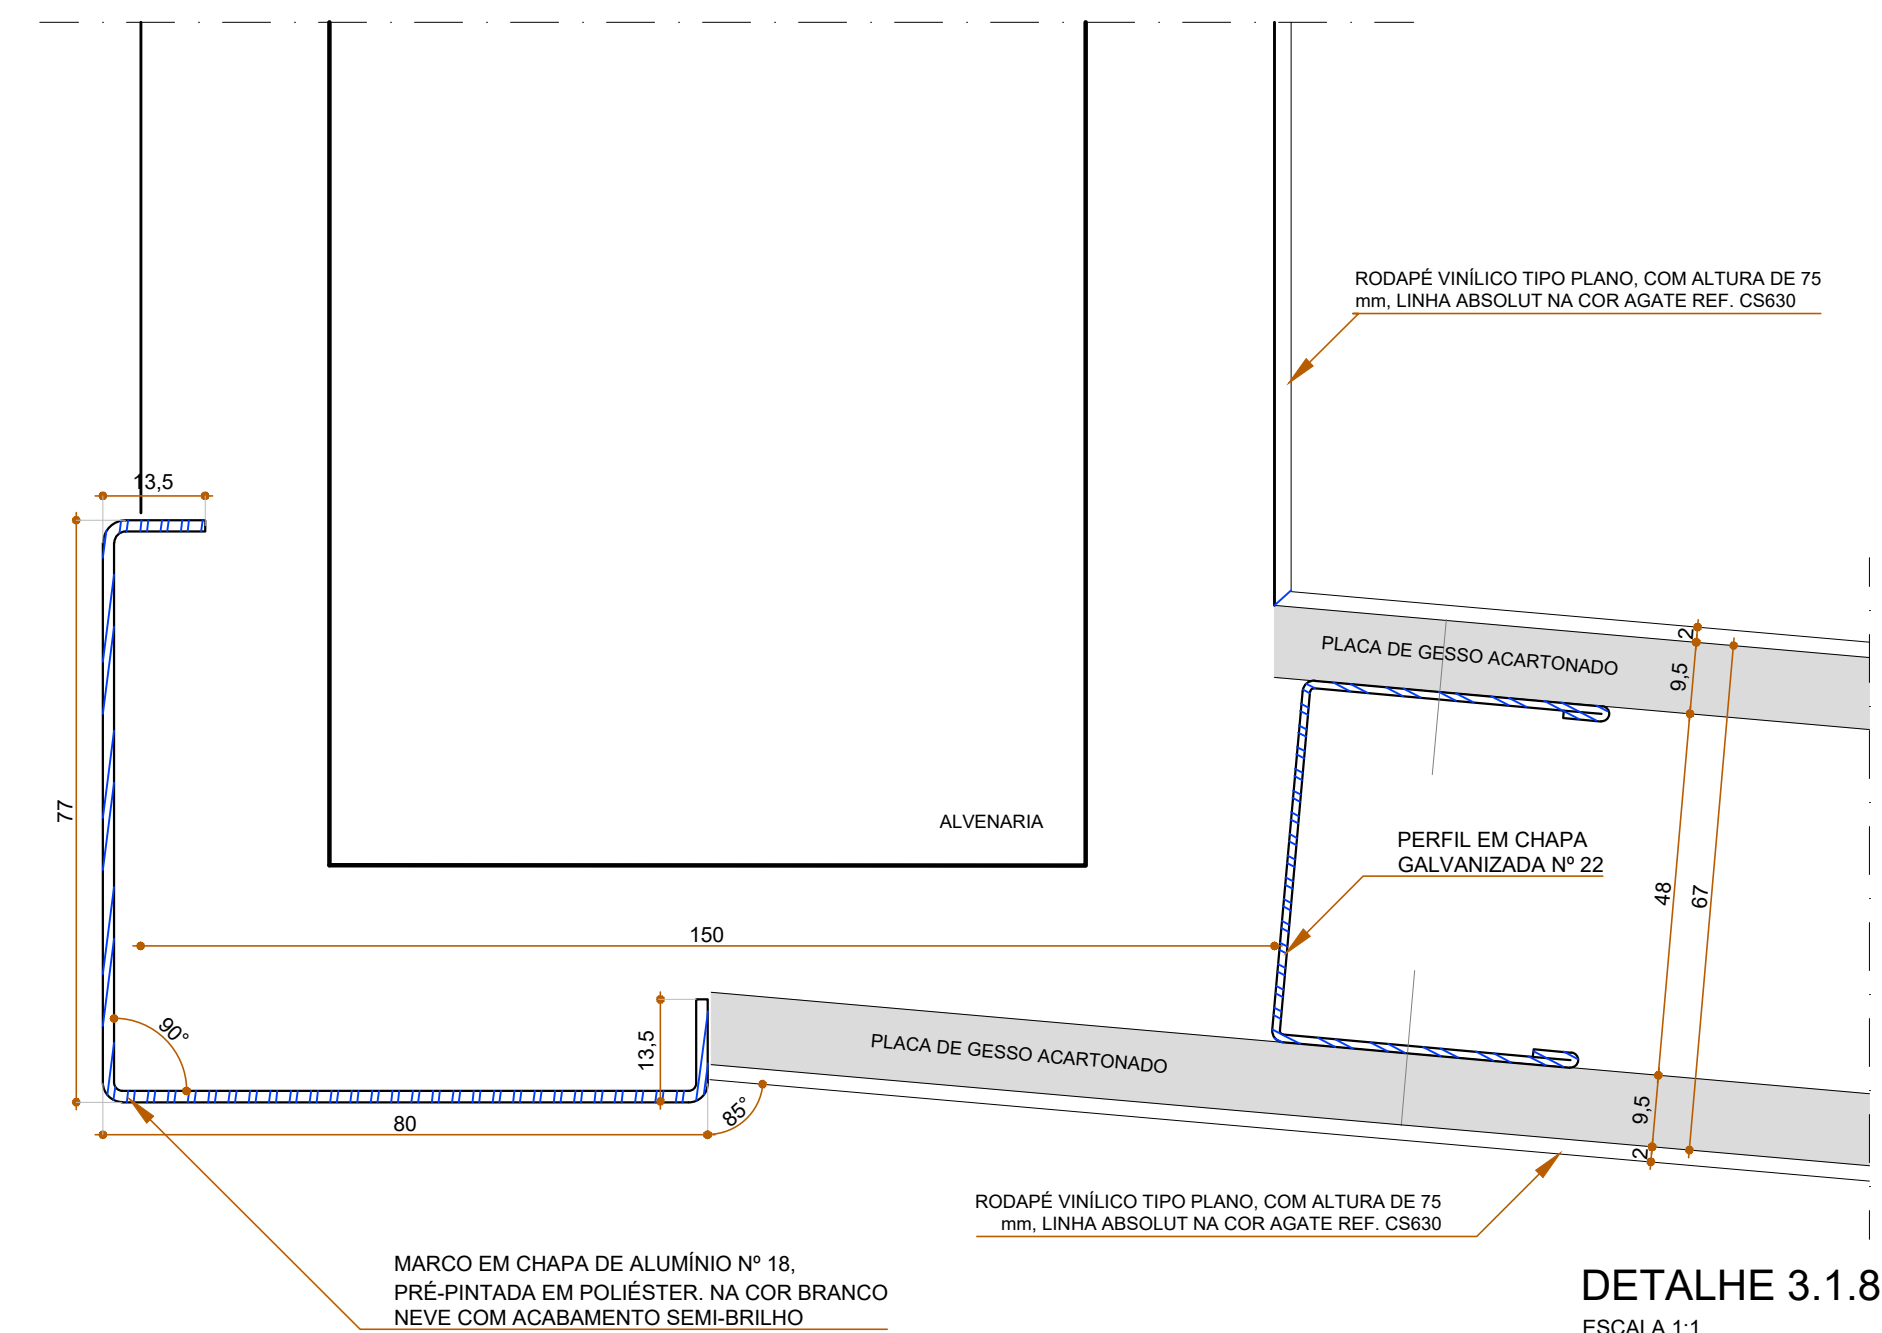 RODAPÉ VINÍLICO TIPO PLANO, COM ALTURA DE 75
mm, LINHA ABSOLUT NA COR AGATE REF. CS630
13,5
PLACA DE GESSO ACARTONADO
2
9,5
77
ALVENARIA
PERFIL EM CHAPA
GALVANIZADA Nº 22
48
67
150
90°
13,5
PLACA DE GESSO ACARTONADO
80
85°
9,5
2
RODAPÉ VINÍLICO TIPO PLANO, COM ALTURA DE 75
mm, LINHA ABSOLUT NA COR AGATE REF. CS630
MARCO EM CHAPA DE ALUMÍNIO Nº 18,
PRÉ-PINTADA EM POLIÉSTER. NA COR BRANCO
NEVE COM ACABAMENTO SEMI-BRILHO
DETALHE 3.1.8
ESCALA 1:1